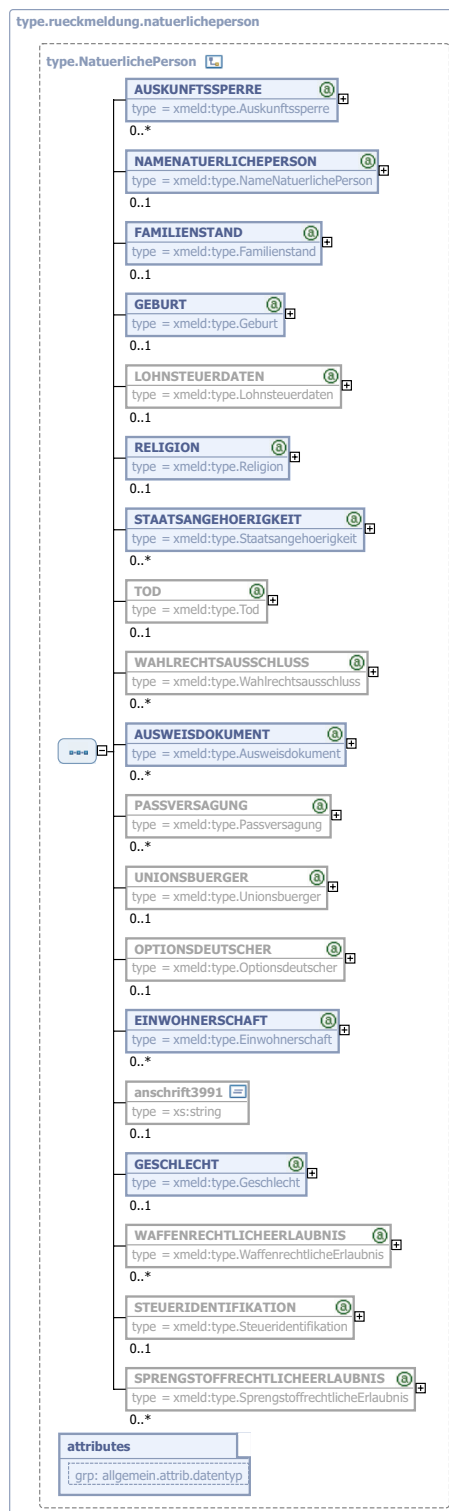 type.rueckmeldung.natuerlicheperson
type.NatuerlichePerson
AUSKUNFTSSPERRE
type = xmeld:type.Auskunftssperre
0..*
NAMENATUERLICHEPERSON
type = xmeld:type.NameNatuerlichePerson
0..1
FAMILIENSTAND
type = xmeld:type.Familienstand
0..1
GEBURT
type = xmeld:type.Geburt
0..1
LOHNSTEUERDATEN
type = xmeld:type.Lohnsteuerdaten
0..1
RELIGION
type = xmeld:type.Religion
0..1
STAATSANGEHOERIGKEIT
type = xmeld:type.Staatsangehoerigkeit
0..*
TOD
type = xmeld:type.Tod
0..1
WAHLRECHTSAUSSCHLUSS
type = xmeld:type.Wahlrechtsausschluss
0..*
AUSWEISDOKUMENT
type = xmeld:type.Ausweisdokument
0..*
PASSVERSAGUNG
type = xmeld:type.Passversagung
0..*
UNIONSBUERGER
type = xmeld:type.Unionsbuerger
0..1
OPTIONSDEUTSCHER
type = xmeld:type.Optionsdeutscher
0..1
EINWOHNERSCHAFT
type = xmeld:type.Einwohnerschaft
0..*
anschrift3991
type = xs:string
0..1
GESCHLECHT
type = xmeld:type.Geschlecht
0..1
WAFFENRECHTLICHEERLAUBNIS
type = xmeld:type.WaffenrechtlicheErlaubnis
0..*
STEUERIDENTIFIKATION
type = xmeld:type.Steueridentifikation
0..1
SPRENGSTOFFRECHTLICHEERLAUBNIS
type = xmeld:type.SprengstoffrechtlicheErlaubnis
0..*
attributes
grp: allgemein.attrib.datentyp